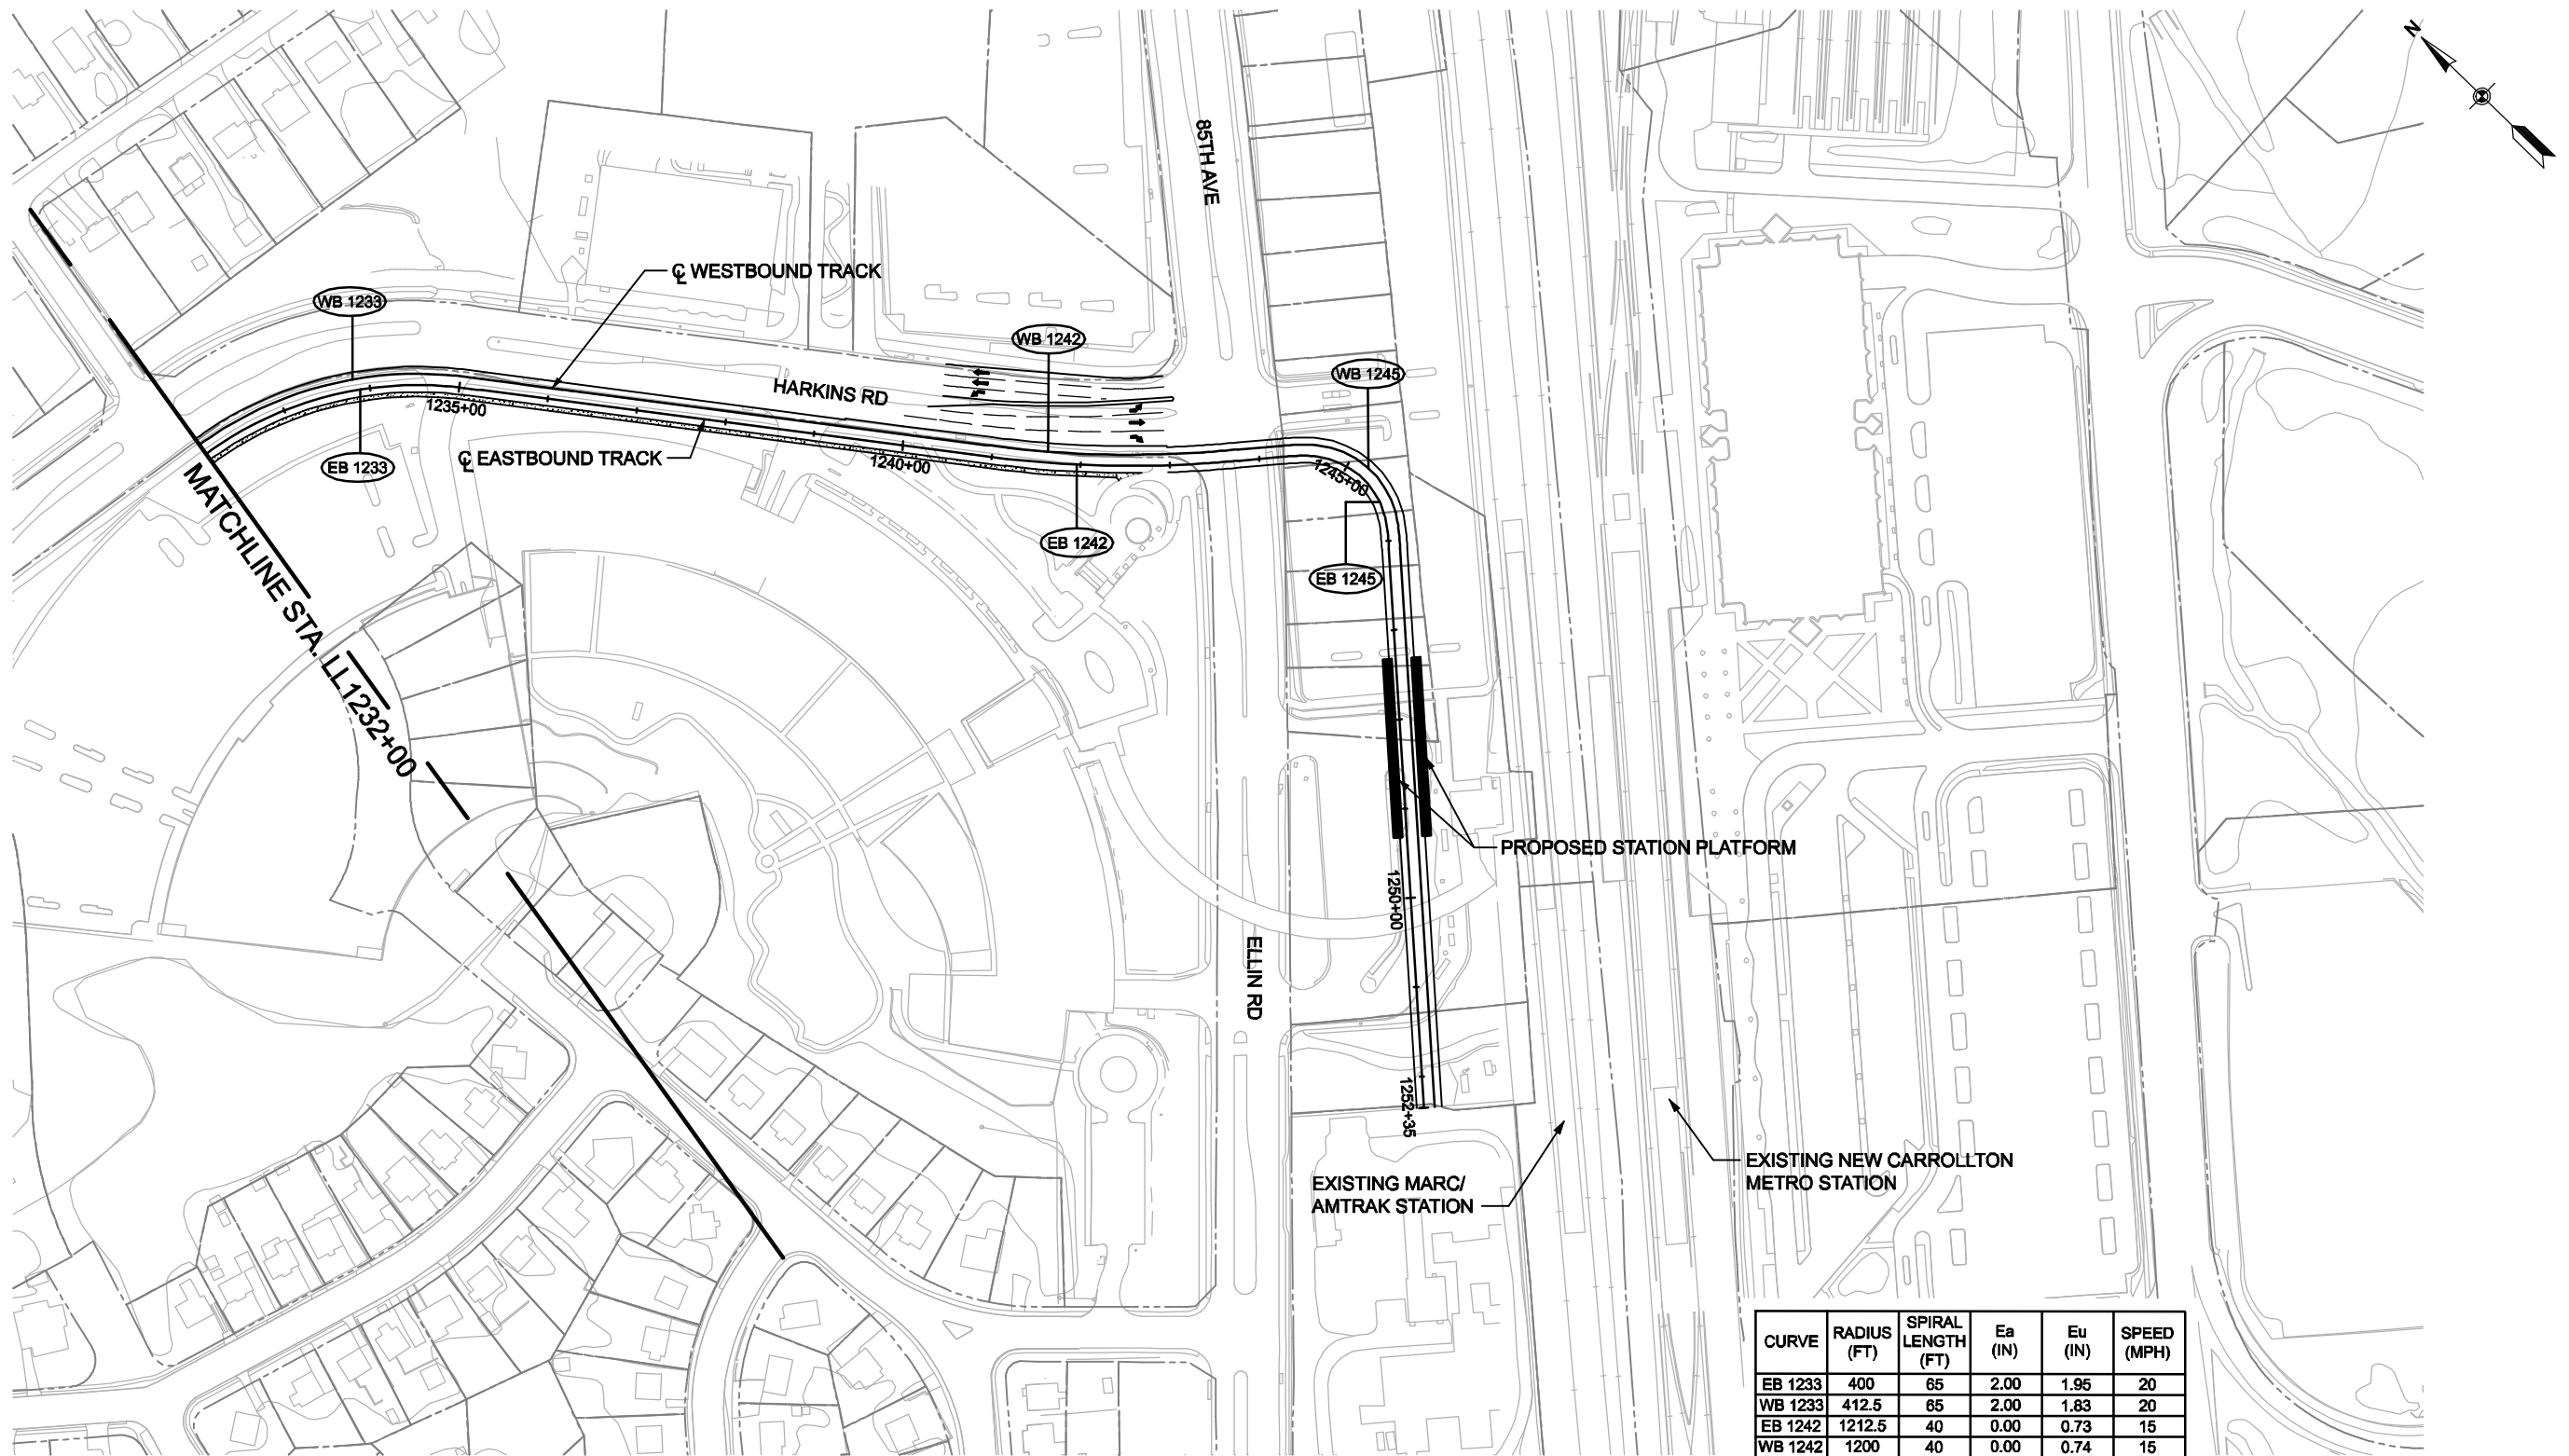 N
85TH AVE
℄ WESTBOUND TRACK
WB 1233
WB 1242
WB 1245
HARKINS RD
1235+00
℄ EASTBOUND TRACK
EB 1233
1240+00
1245+00
EB 1242
EB 1245
MATCHLINE STA. LL1232+00
PROPOSED STATION PLATFORM
1250+00
ELLIN RD
1252+35
EXISTING MARC/
AMTRAK STATION
EXISTING NEW CARROLLTON
METRO STATION
CURVE RADIUS (FT) SPIRAL LENGTH (FT) Ea (IN) Eu (IN) SPEED (MPH)
EB 1233 400 65 2.00 1.95 20
WB 1233 412.5 65 2.00 1.83 20
EB 1242 1212.5 40 0.00 0.73 15
WB 1242 1200 40 0.00 0.74 15